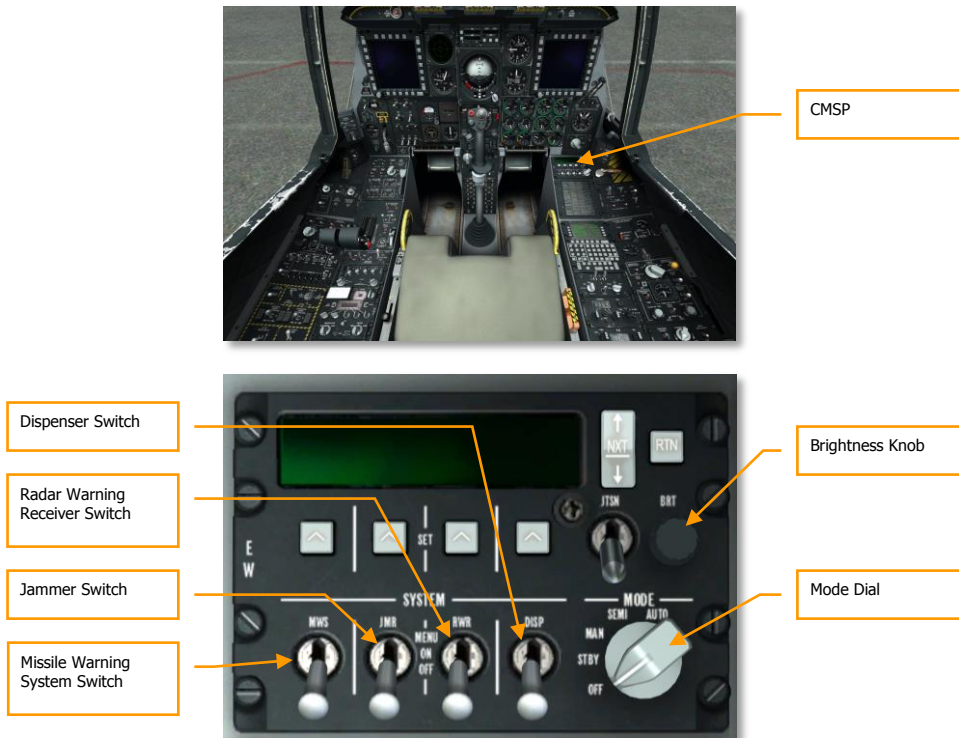 CMSP
Dispenser Switch
Radar Warning
Receiver Switch
Jammer Switch
Missile Warning
System Switch
Brightness Knob
Mode Dial
NXT
RTN
JTSN
BRT
SET
E
W
SYSTEM
MODE
MWS
JMR
RWR
DISP
MENU
ON
OFF
SEMI
AUTO
MAN
STBY
OFF